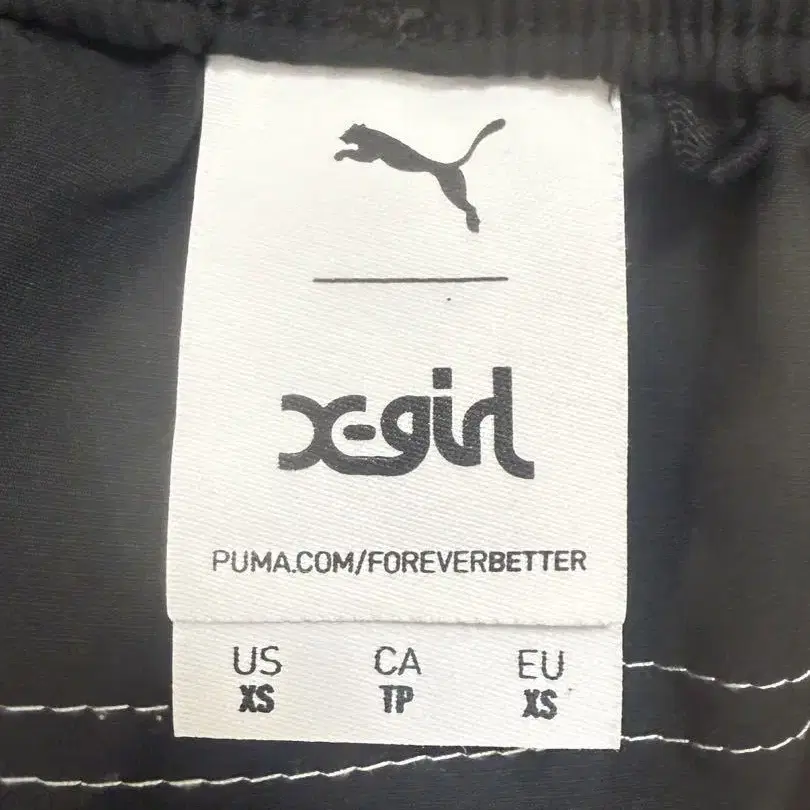 X-girl
PUMA.COM/FOREVERBETTER
US CA EU
XS TP XS